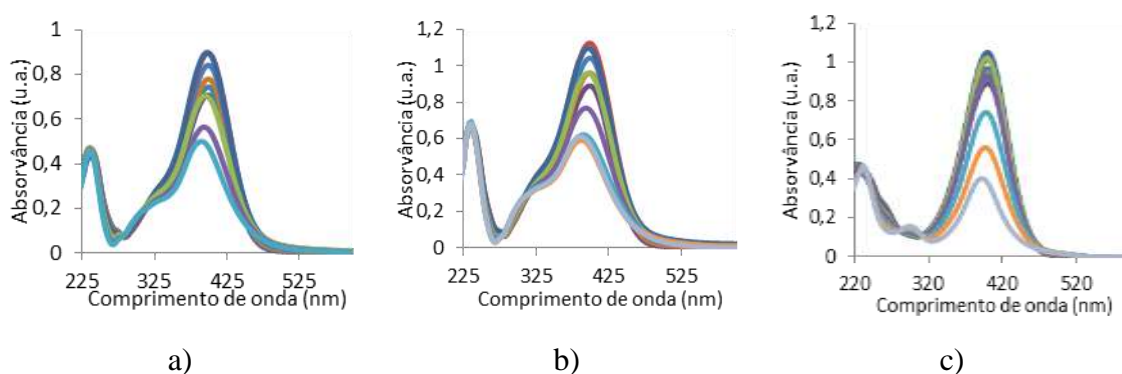 Absorvância (u.a.)
1
0,8
0,6
0,4
0,2
0
225 325 425 525
Comprimento de onda (nm)
a)
Absorvância (u.a.)
1,2
1
0,8
0,6
0,4
0,2
0
225 325 425 525
Comprimento de onda (nm)
b)
Absorvância (u.a.)
1,2
1
0,8
0,6
0,4
0,2
0
220 320 420 520
Comprimento de onda (nm)
c)